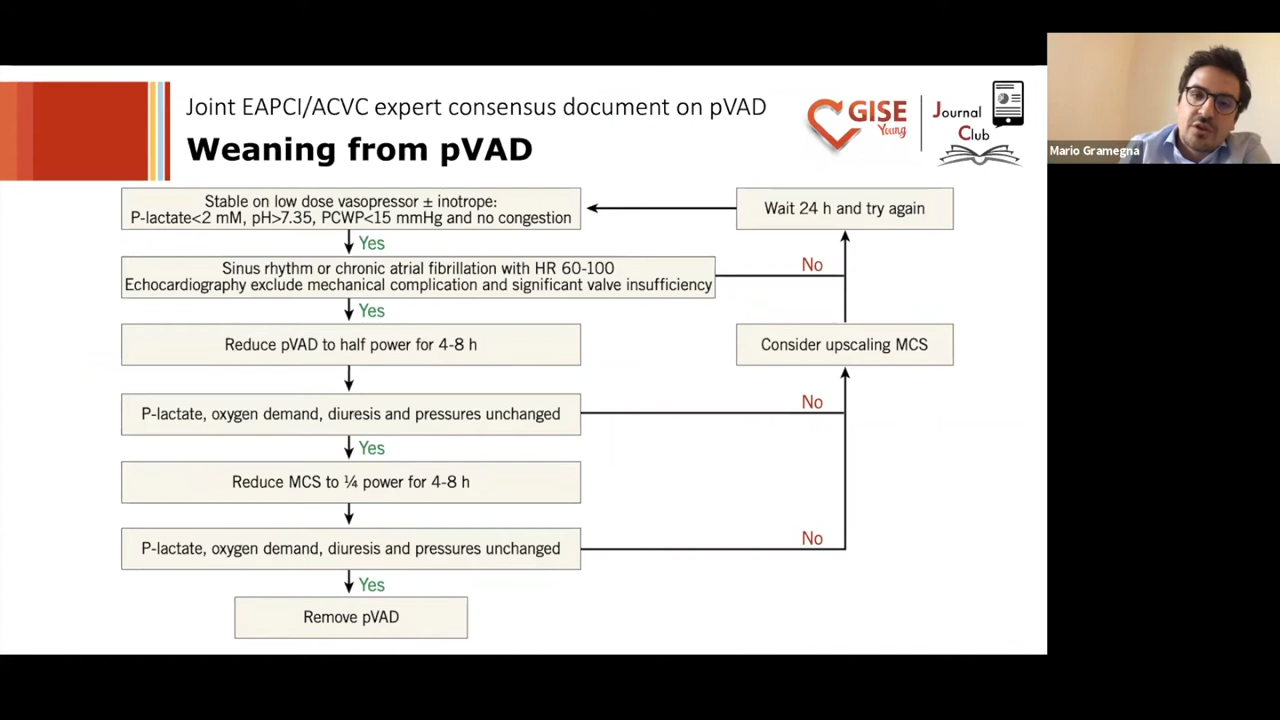 Joint EAPCI/ACVC expert consensus document on pVAD
Weaning from pVAD
GISE
Young
Journal
Club
Mario Gramegna
Stable on low dose vasopressor ± inotrope:
P-lactate<2 mM, pH>7.35, PCWP<15 mmHg and no congestion
Wait 24 h and try again
Yes
Sinus rhythm or chronic atrial fibrillation with HR 60-100
Echocardiography exclude mechanical complication and significant valve insufficiency
No
Yes
Reduce pVAD to half power for 4-8 h
Consider upscaling MCS
P-lactate, oxygen demand, diuresis and pressures unchanged
No
Yes
Reduce MCS to ¼ power for 4-8 h
P-lactate, oxygen demand, diuresis and pressures unchanged
No
Yes
Remove pVAD